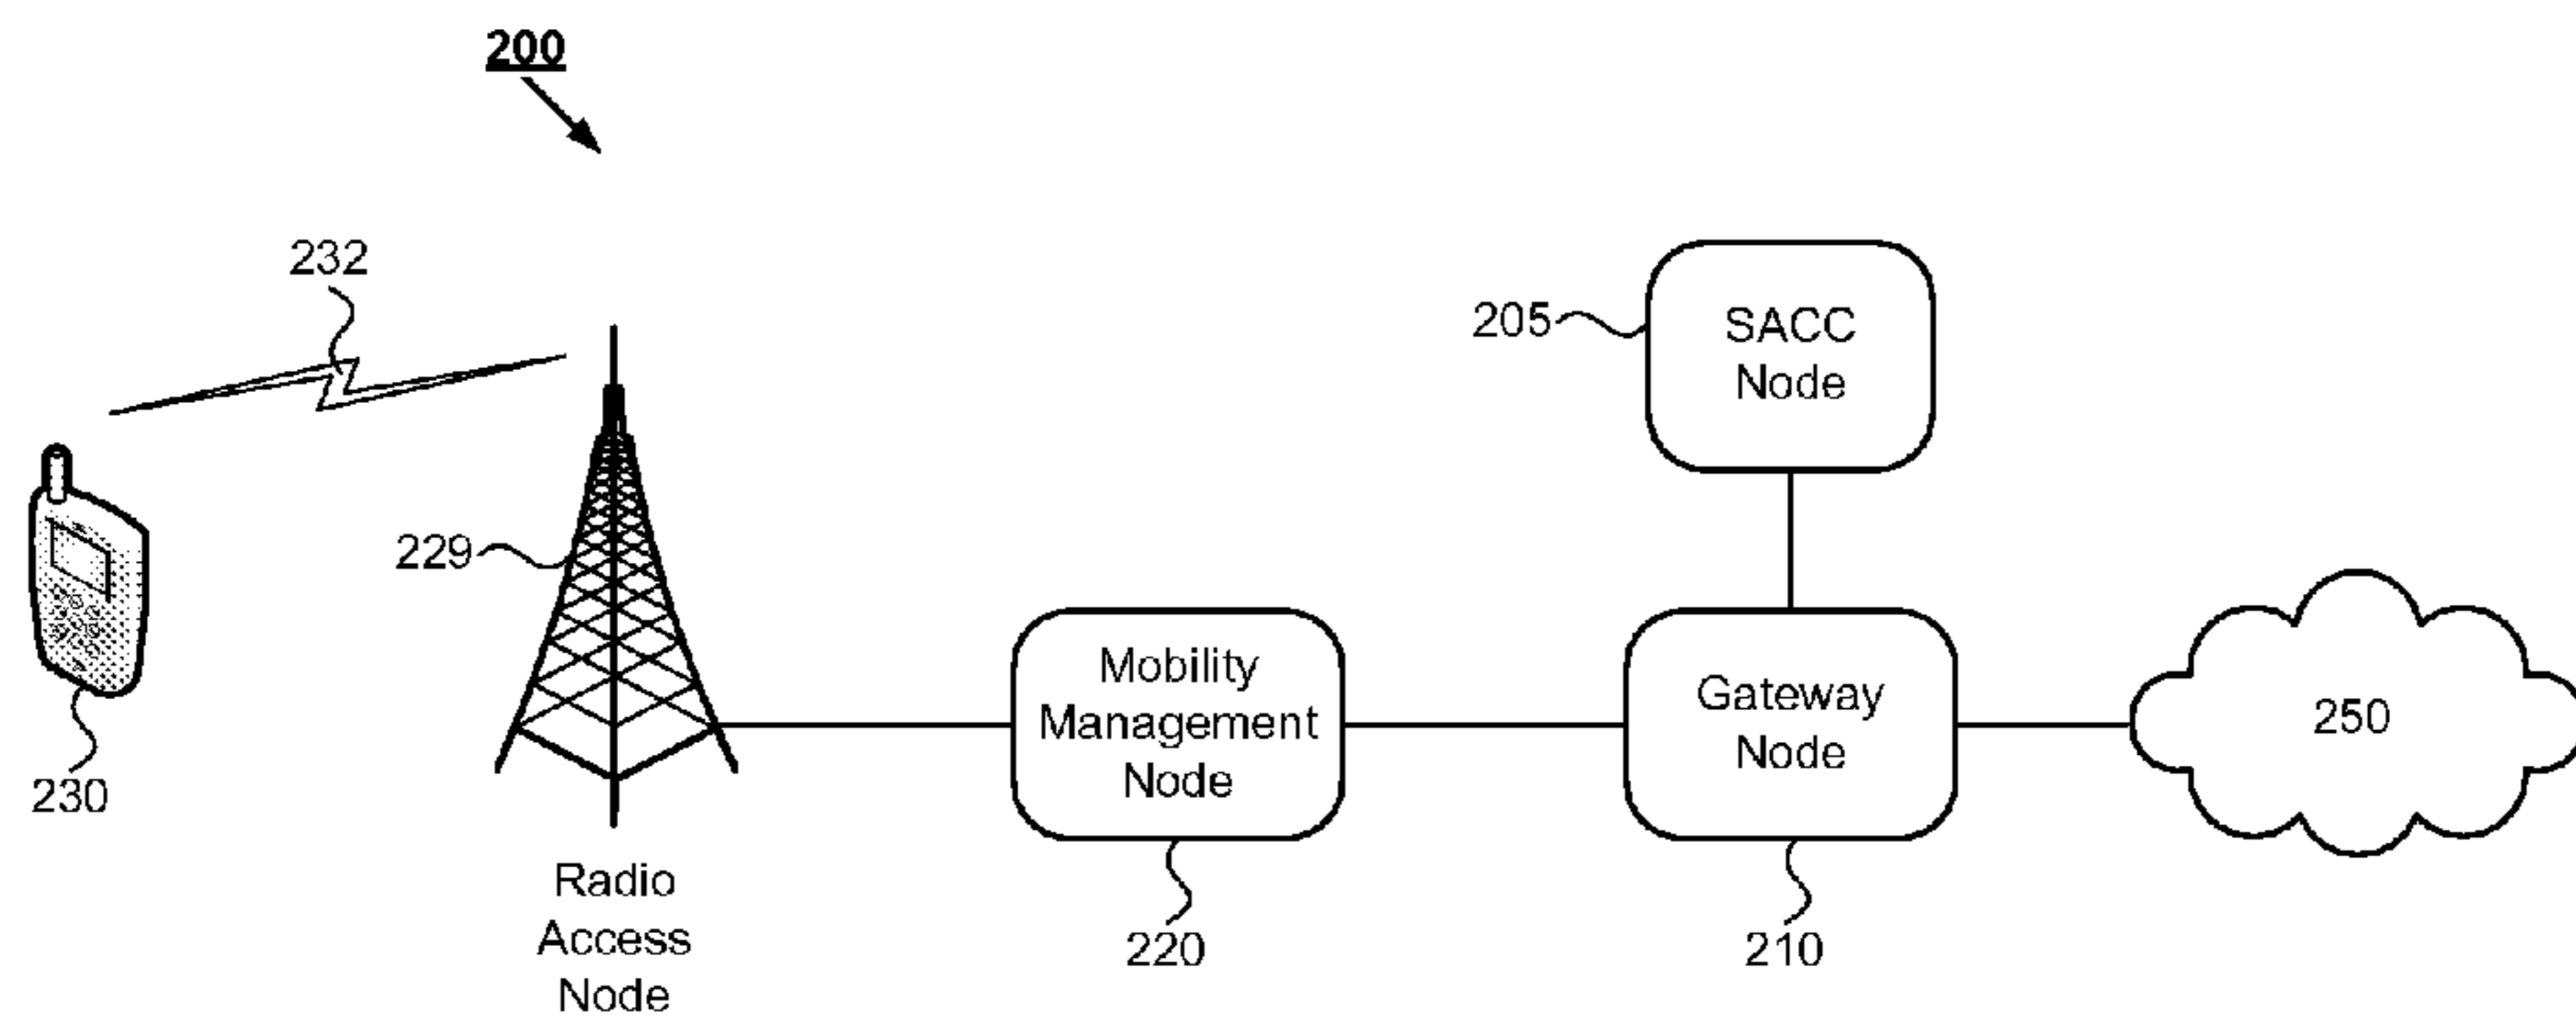 200
232
205
SACC
Node
229
230
Mobility
Management
Node
Gateway
Node
250
Radio
Access
Node
220
210